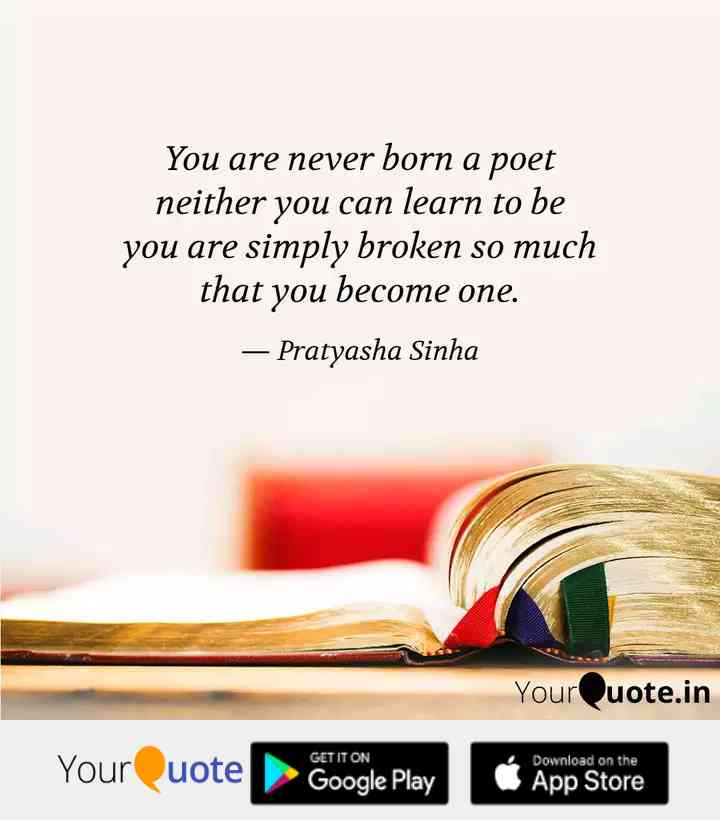 You are never born a poet
neither you can learn to be
you are simply broken so much
that you become one.
— Pratyasha Sinha
YourQuote.in
YourQuote
GET IT ON
Google Play
Download on the
App Store